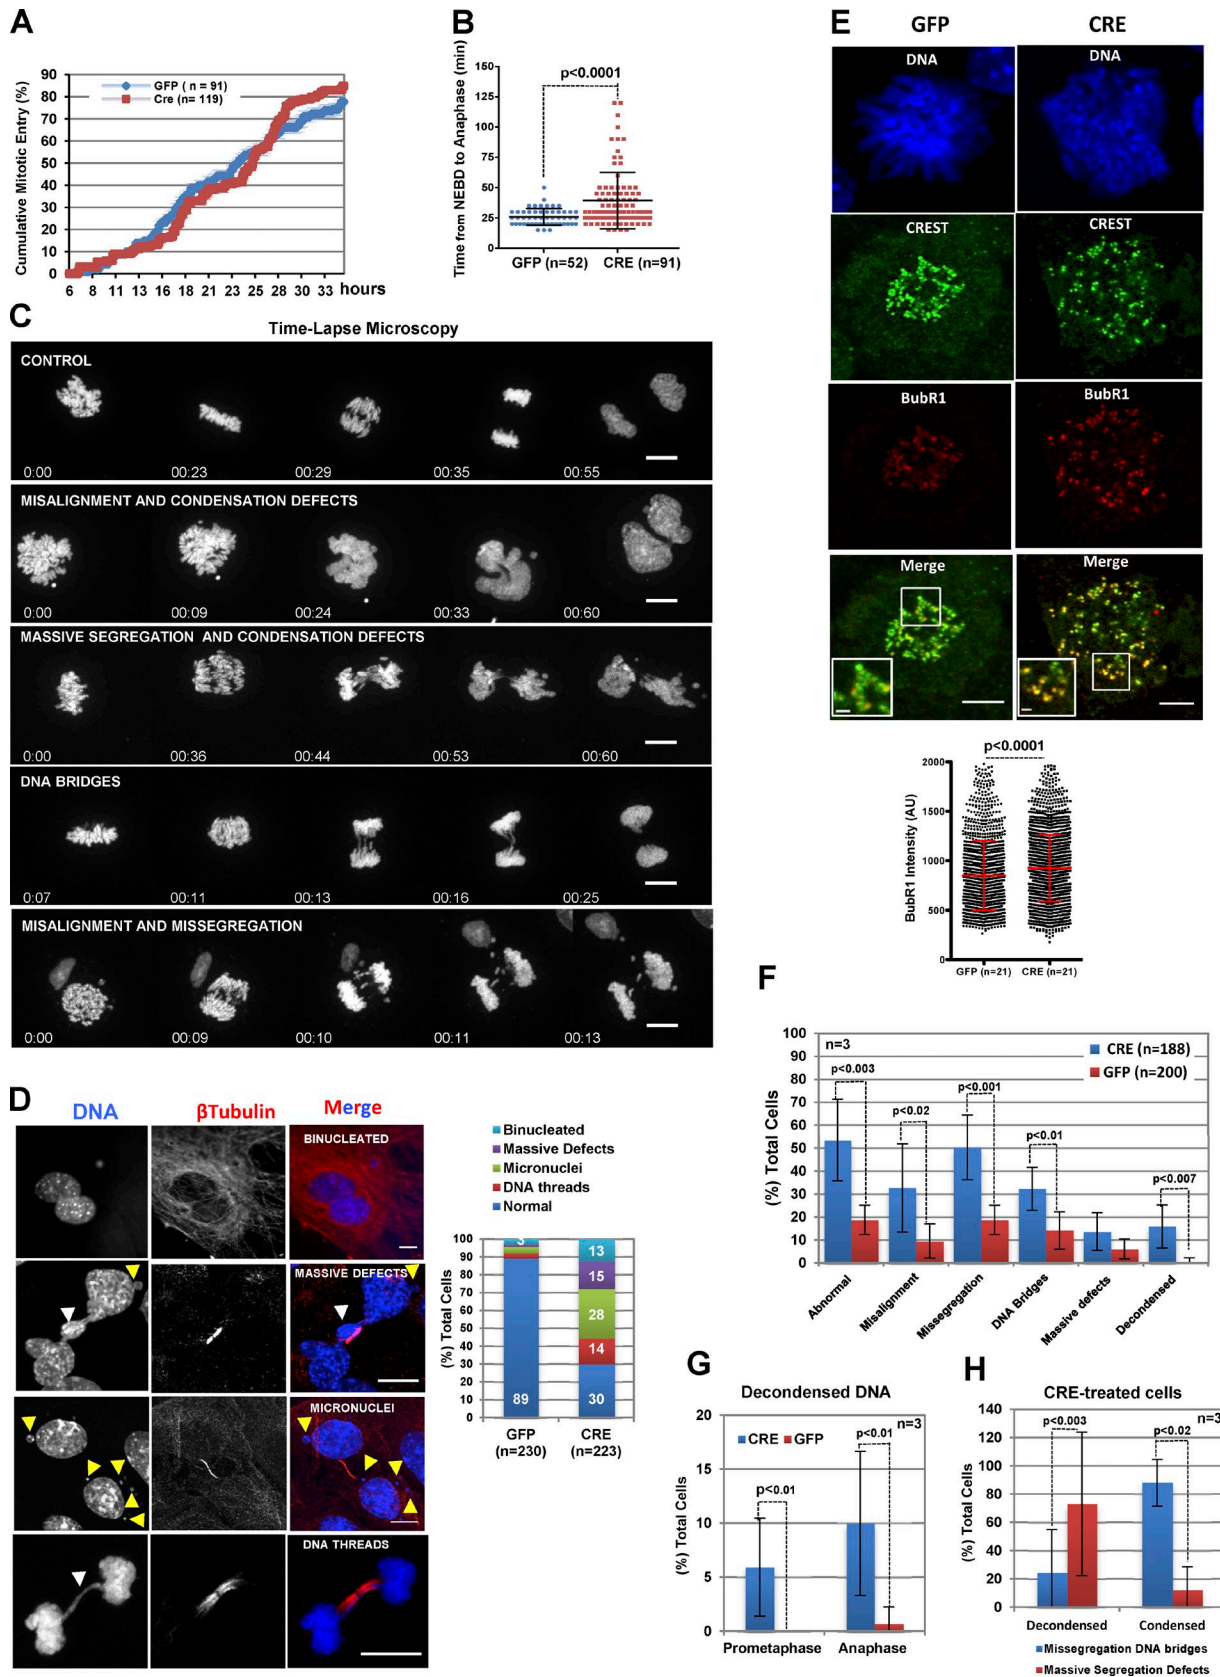 A
GFP ( n = 91)
Cre (n= 119)
Cumulative Mitotic Entry (%)
90
80
70
60
50
40
30
20
10
0
6 8 11 13 16 18 21 23 25 28 30 33 hours
B
Time from NEBD to Anaphase (min)
p<0.0001
150
125
100
75
50
25
0
GFP (n=52) CRE (n=91)
C
Time-Lapse Microscopy
CONTROL
0:00 00:23 00:29 00:35 00:55
MISALIGNMENT AND CONDENSATION DEFECTS
0:00 00:09 00:24 00:33 00:60
MASSIVE SEGREGATION AND CONDENSATION DEFECTS
0:00 00:36 00:44 00:53 00:60
DNA BRIDGES
0:07 00:11 00:13 00:16 00:25
MISALIGNMENT AND MISSEGREGATION
0:00 00:09 00:10 00:11 00:13
D
DNA βTubulin Merge
BINUCLEATED
MASSIVE DEFECTS
MICRONUCLEI
DNA THREADS
Binucleated
Massive Defects
Micronuclei
DNA threads
Normal
(%) Total Cells
100
90
80
70
60
50
40
30
20
10
0
3
89
13
15
28
14
30
GFP CRE
(n=230) (n=223)
E
GFP CRE
DNA DNA
CREST CREST
BubR1 BubR1
Merge Merge
p<0.0001
BubR1 Intensity (AU)
2000
1500
1000
500
0
GFP (n=21) CRE (n=21)
F
n=3
CRE (n=188)
GFP (n=200)
(%) Total Cells
100
90
80
70
60
50
40
30
20
10
0
p<0.003
p<0.02
p<0.001
p<0.01
p<0.007
Abnormal
Misalignment
Missegregation
DNA Bridges
Massive defects
Decondensed
G
Decondensed DNA
CRE GFP
n=3
(%) Total Cells
20
15
10
5
0
p<0.01
p<0.01
Prometaphase Anaphase
H
CRE-treated cells
n=3
(%) Total Cells
140
120
100
80
60
40
20
0
p<0.003
p<0.02
Decondensed Condensed
Missegregation DNA bridges
Massive Segregation Defects